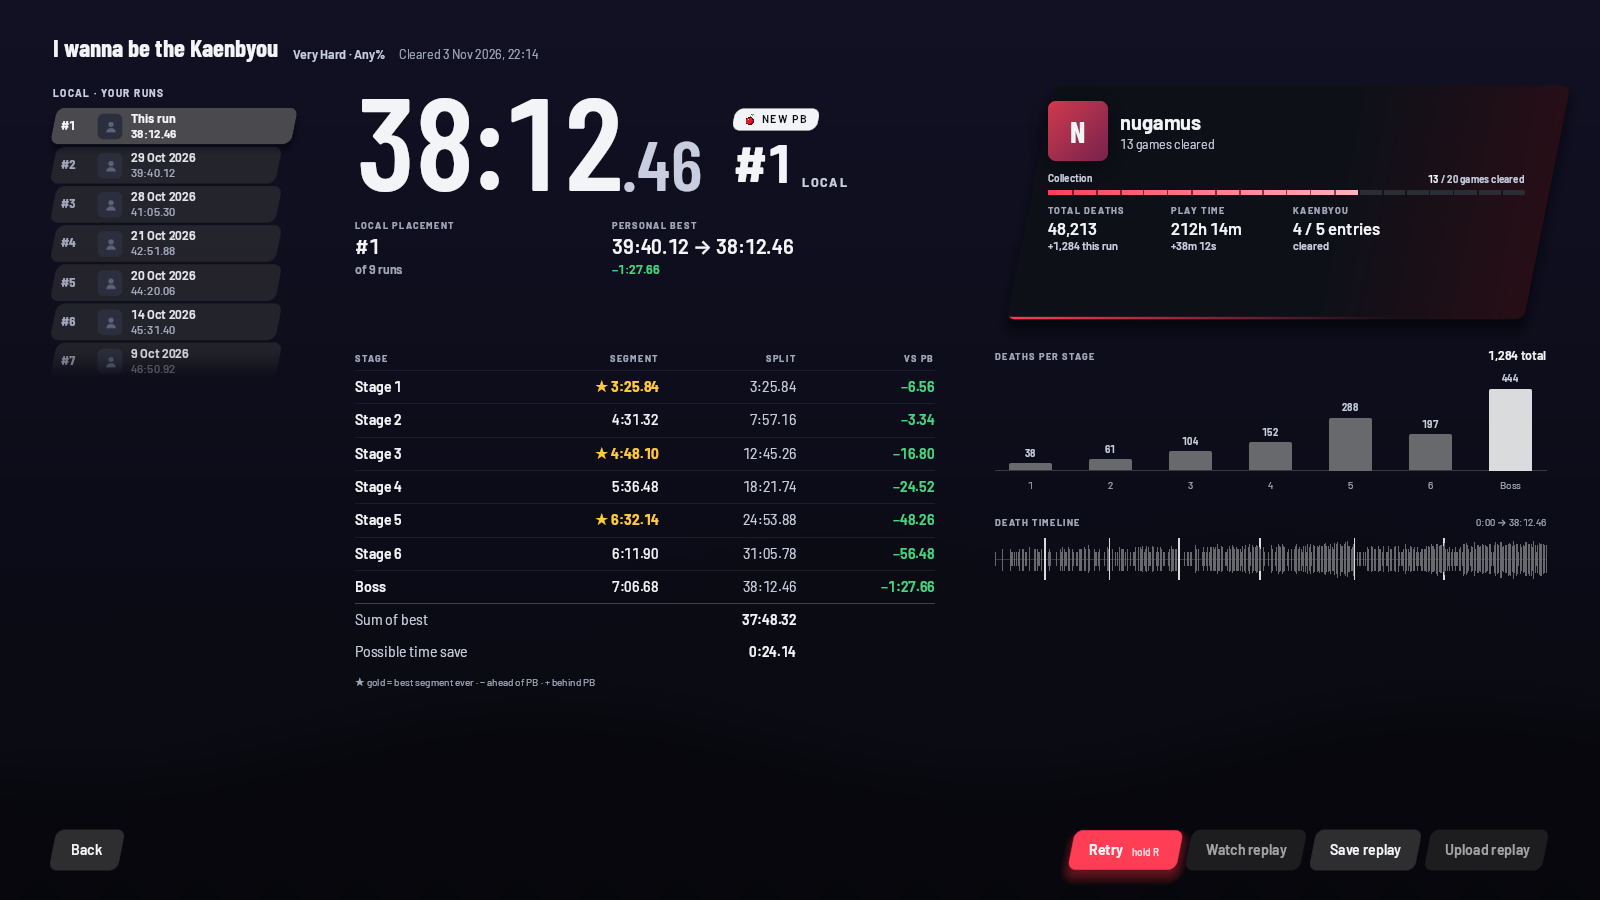 I wanna be the Kaenbyou Very Hard · Any% Cleared 3 Nov 2026, 22:14
LOCAL · YOUR RUNS
#1 This run
38:12.46
#2 29 Oct 2026
39:40.12
#3 28 Oct 2026
41:05.30
#4 21 Oct 2026
42:51.88
#5 20 Oct 2026
44:20.06
#6 14 Oct 2026
45:31.40
#7 9 Oct 2026
46:50.92
38:12.46
NEW PB
#1 LOCAL
LOCAL PLACEMENT
#1
of 9 runs
PERSONAL BEST
39:40.12 → 38:12.46
−1:27.66
N
nugamus
13 games cleared
Collection 13 / 20 games cleared
TOTAL DEATHS PLAY TIME KAENBYOU
48,213 212h 14m 4 / 5 entries
+1,284 this run +38m 12s cleared
STAGE SEGMENT SPLIT VS PB
Stage 1 ★ 3:25.84 3:25.84 −6.56
Stage 2 4:31.32 7:57.16 −3.34
Stage 3 ★ 4:48.10 12:45.26 −16.80
Stage 4 5:36.48 18:21.74 −24.52
Stage 5 ★ 6:32.14 24:53.88 −48.26
Stage 6 6:11.90 31:05.78 −56.48
Boss 7:06.68 38:12.46 −1:27.66
Sum of best 37:48.32
Possible time save 0:24.14
★ gold = best segment ever · − ahead of PB · + behind PB
DEATHS PER STAGE 1,284 total
38 61 104 152 288 197 444
1 2 3 4 5 6 Boss
DEATH TIMELINE 0:00 → 38:12.46
Back
Retry hold R
Watch replay
Save replay
Upload replay